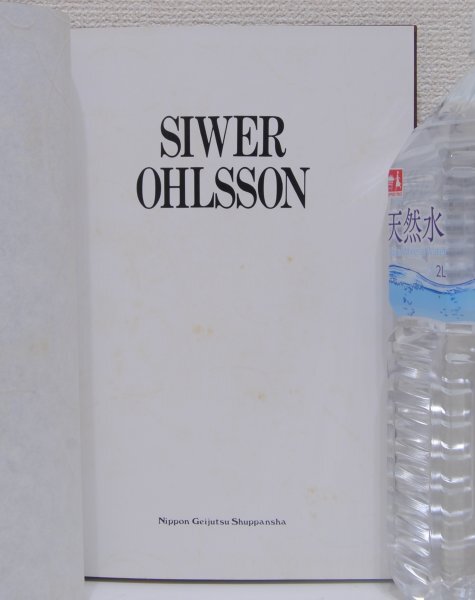 SIWER
OHLSSON
Nippon Geijutsu Shuppansha
天然水
2L